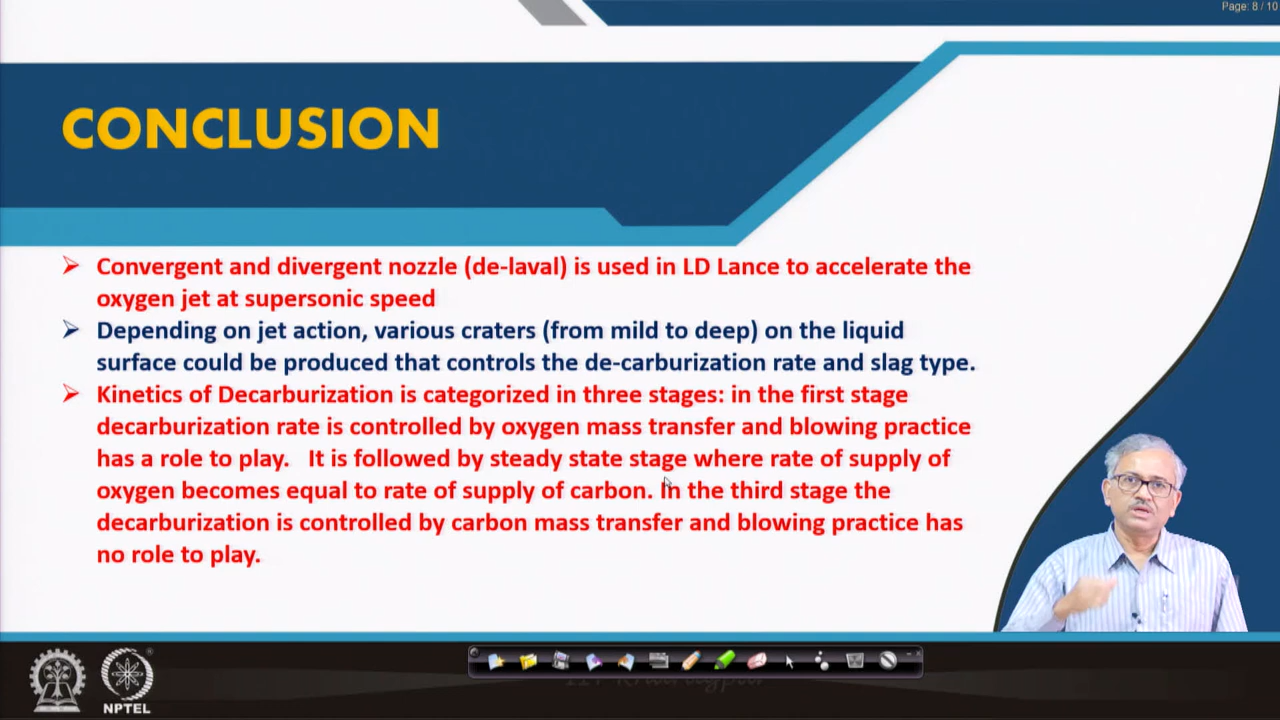 Page: 8 / 10
CONCLUSION
Convergent and divergent nozzle (de-laval) is used in LD Lance to accelerate the
oxygen jet at supersonic speed
Depending on jet action, various craters (from mild to deep) on the liquid
surface could be produced that controls the de-carburization rate and slag type.
Kinetics of Decarburization is categorized in three stages: in the first stage
decarburization rate is controlled by oxygen mass transfer and blowing practice
has a role to play. It is followed by steady state stage where rate of supply of
oxygen becomes equal to rate of supply of carbon. In the third stage the
decarburization is controlled by carbon mass transfer and blowing practice has
no role to play.
NPTEL